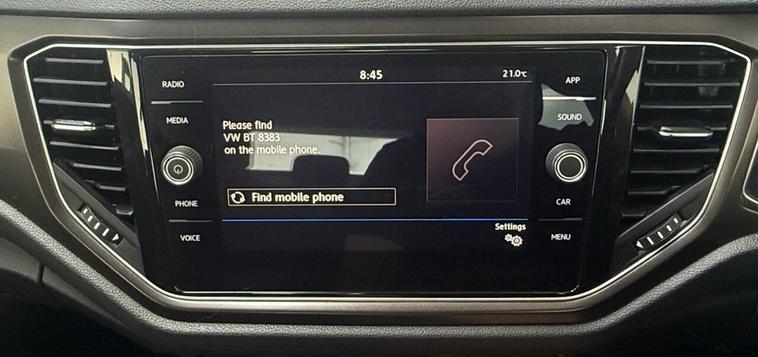 8:45
21.0°C
RADIO
MEDIA
PHONE
VOICE
Please find
VW BT 8383
on the mobile phone.
Find mobile phone
Settings
APP
SOUND
CAR
MENU